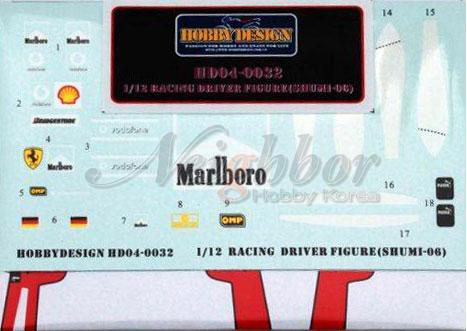 HOBBY DESIGN
PASSION FOR HOBBY AND ENJOY FOR LIFE
HD04-0032
1/12 RACING DRIVER FIGURE(SHUMI-06)
14
15
Marlboro
1
2
3
4
BRIDGESTONE
vodafone
vodafone
Marlboro
Marlboro
Neighbor
Hobby Korea
5
OMP
16
17
18
6
7
8
9
OMP
HOBBYDESIGN HD04-0032
1/12 RACING DRIVER FIGURE(SHUMI-06)